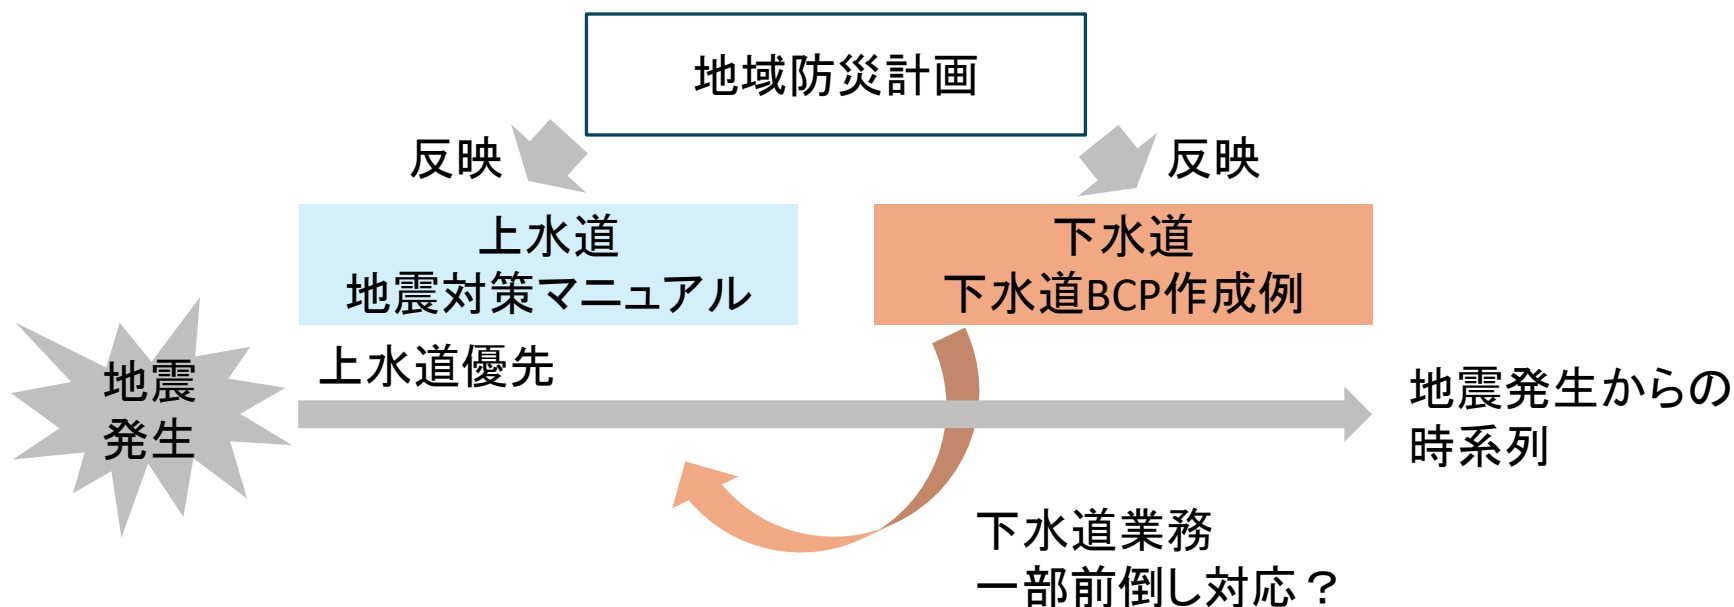 地域防災計画
反映
反映
上水道
地震対策マニュアル
下水道
下水道BCP作成例
地震
発生
上水道優先
地震発生からの
時系列
下水道業務
一部前倒し対応？